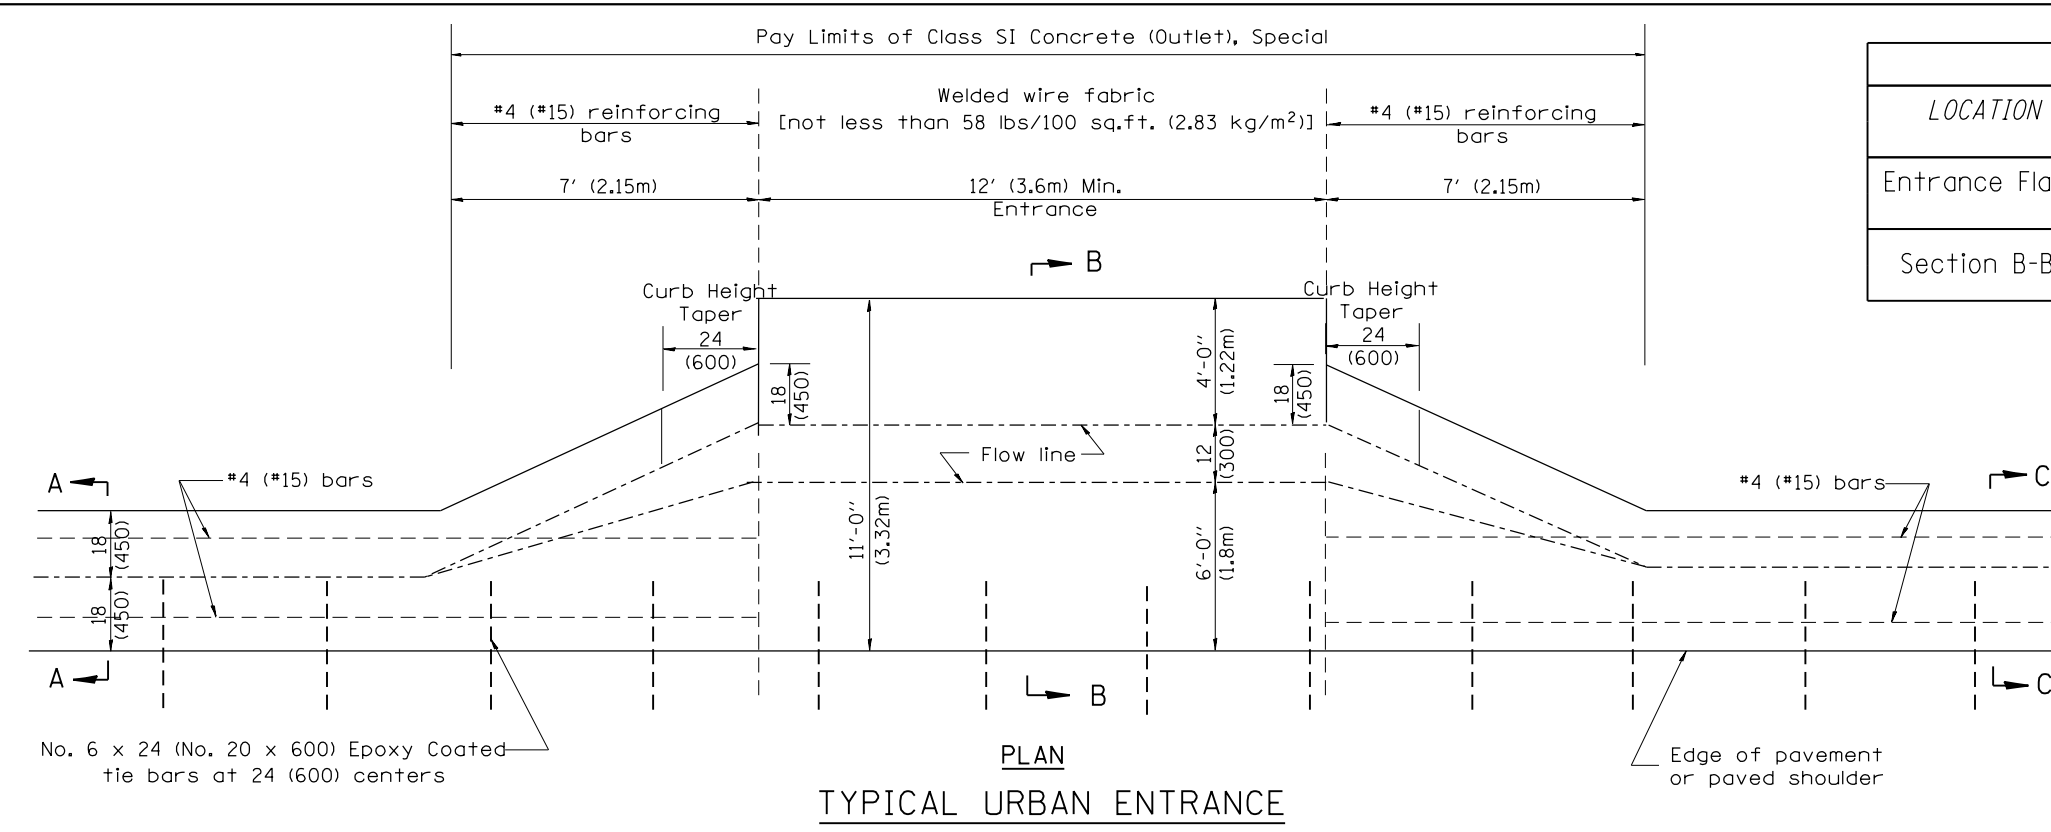 Pay Limits of Class SI Concrete (Outlet), Special
#4 (#15) reinforcing
bars
Welded wire fabric
[not less than 58 lbs/100 sq.ft. (2.83 kg/m²)]
#4 (#15) reinforcing
bars
7' (2.15m)
12' (3.6m) Min.
Entrance
7' (2.15m)
LOCATION
Entrance Fla
Section B-B
B
Curb Height
Taper
24
(600)
Curb Height
Taper
24
(600)
18
(450)
4'-0''
(1.22m)
18
(450)
Flow line
12
(300)
11'-0''
(3.32m)
6'-0''
(1.8m)
A
#4 (#15) bars
#4 (#15) bars
C
18
(450)
18
(450)
A
B
C
No. 6 x 24 (No. 20 x 600) Epoxy Coated
tie bars at 24 (600) centers
Edge of pavement
or paved shoulder
PLAN
TYPICAL URBAN ENTRANCE